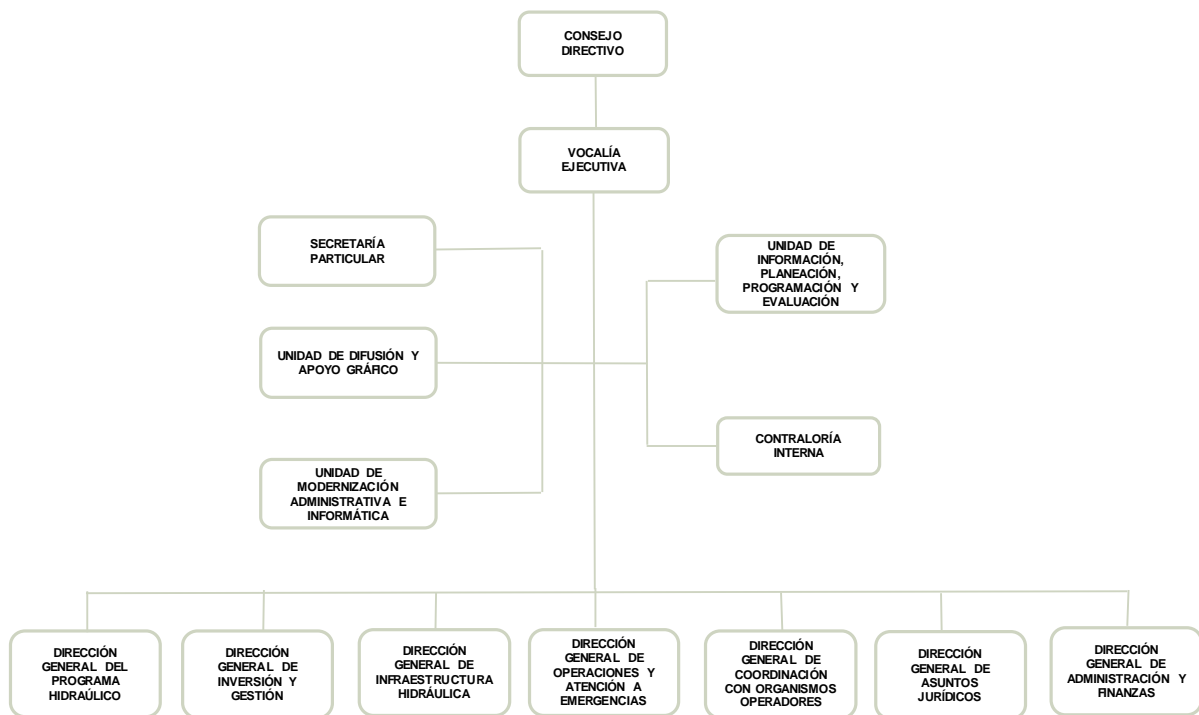 CONSEJO
DIRECTIVO
VOCALÍA
EJECUTIVA
SECRETARÍA
PARTICULAR
UNIDAD DE
INFORMACIÓN,
PLANEACIÓN,
PROGRAMACIÓN Y
EVALUACIÓN
UNIDAD DE DIFUSIÓN Y
APOYO GRÁFICO
CONTRALORÍA
INTERNA
UNIDAD DE
MODERNIZACIÓN
ADMINISTRATIVA E
INFORMÁTICA
DIRECCIÓN
GENERAL DEL
PROGRAMA
HIDRAÚLICO
DIRECCIÓN
GENERAL DE
INVERSIÓN Y
GESTIÓN
DIRECCIÓN
GENERAL DE
INFRAESTRUCTURA
HIDRÁULICA
DIRECCIÓN
GENERAL DE
OPERACIONES Y
ATENCIÓN A
EMERGENCIAS
DIRECCIÓN
GENERAL DE
COORDINACIÓN
CON ORGANISMOS
OPERADORES
DIRECCIÓN
GENERAL DE
ASUNTOS
JURÍDICOS
DIRECCIÓN
GENERAL DE
ADMINISTRACIÓN Y
FINANZAS